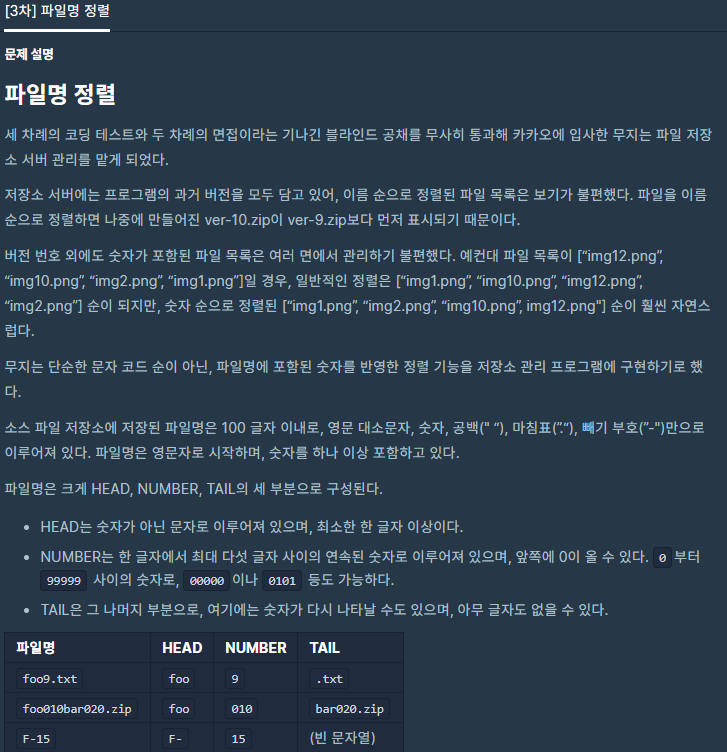 [3차] 파일명 정렬
문제 설명
파일명 정렬
세 차례의 코딩 테스트와 두 차례의 면접이라는 기나긴 블라인드 공채를 무사히 통과해 카카오에 입사한 무지는 파일 저장
소 서버 관리를 맡게 되었다.
저장소 서버에는 프로그램의 과거 버전을 모두 담고 있어, 이름 순으로 정렬된 파일 목록은 보기가 불편했다. 파일을 이름
순으로 정렬하면 나중에 만들어진 ver-10.zip이 ver-9.zip보다 먼저 표시되기 때문이다.
버전 번호 외에도 숫자가 포함된 파일 목록은 여러 면에서 관리하기 불편했다. 예컨대 파일 목록이 [“img12.png”,
“img10.png”, “img2.png”, “img1.png”]일 경우, 일반적인 정렬은 [“img1.png”, “img10.png”, “img12.png”,
“img2.png”] 순이 되지만, 숫자 순으로 정렬된 [“img1.png”, “img2.png”, “img10.png”, img12.png"] 순이 훨씬 자연스
럽다.
무지는 단순한 문자 코드 순이 아닌, 파일명에 포함된 숫자를 반영한 정렬 기능을 저장소 관리 프로그램에 구현하기로 했
다.
소스 파일 저장소에 저장된 파일명은 100 글자 이내로, 영문 대소문자, 숫자, 공백(" “), 마침표(”.“), 빼기 부호(”-")만으로
이루어져 있다. 파일명은 영문자로 시작하며, 숫자를 하나 이상 포함하고 있다.
파일명은 크게 HEAD, NUMBER, TAIL의 세 부분으로 구성된다.
• HEAD는 숫자가 아닌 문자로 이루어져 있으며, 최소한 한 글자 이상이다.
• NUMBER는 한 글자에서 최대 다섯 글자 사이의 연속된 숫자로 이루어져 있으며, 앞쪽에 0이 올 수 있다. 0 부터
99999 사이의 숫자로, 00000 이나 0101 등도 가능하다.
• TAIL은 그 나머지 부분으로, 여기에는 숫자가 다시 나타날 수도 있으며, 아무 글자도 없을 수 있다.
파일명 HEAD NUMBER TAIL
foo9.txt foo 9 .txt
foo010bar020.zip foo 010 bar020.zip
F-15 F- 15 (빈 문자열)